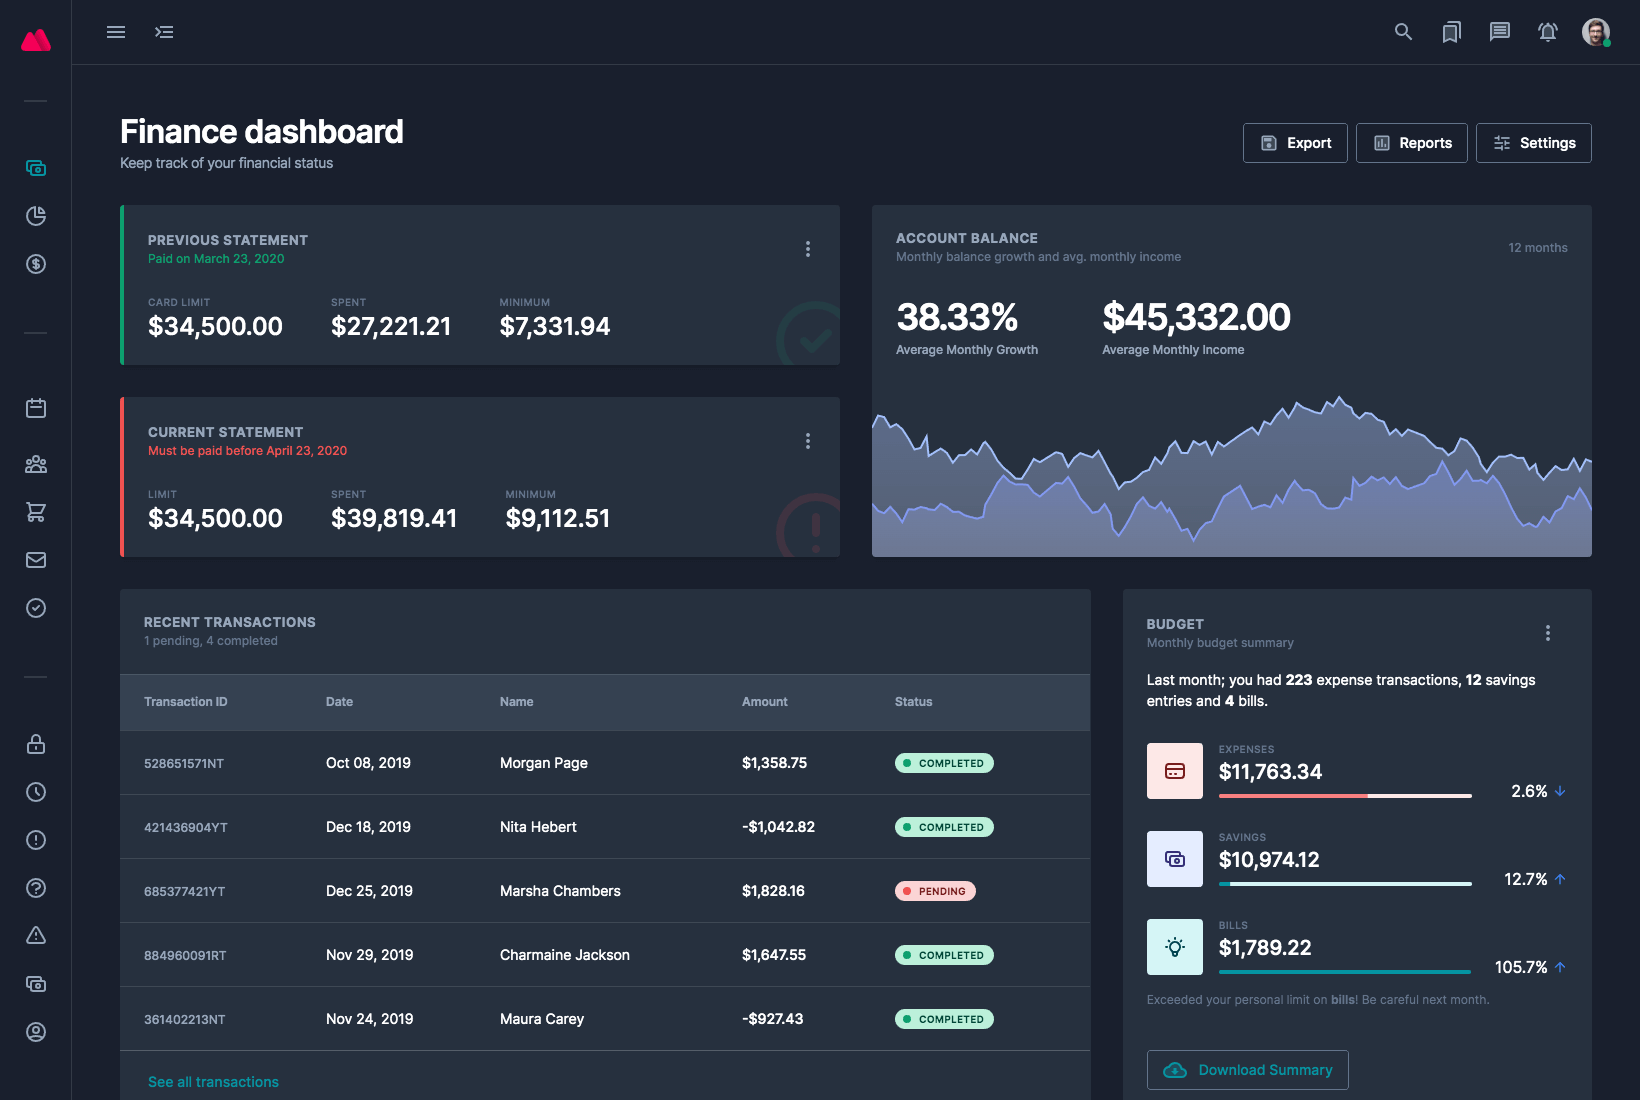 Finance dashboard
Keep track of your financial status
Export
Reports
Settings
PREVIOUS STATEMENT
Paid on March 23, 2020
CARD LIMIT
SPENT
MINIMUM
$34,500.00
$27,221.21
$7,331.94
CURRENT STATEMENT
Must be paid before April 23, 2020
LIMIT
SPENT
MINIMUM
$34,500.00
$39,819.41
$9,112.51
ACCOUNT BALANCE
Monthly balance growth and avg. monthly income
12 months
38.33%
$45,332.00
Average Monthly Growth
Average Monthly Income
RECENT TRANSACTIONS
1 pending, 4 completed
Transaction ID
Date
Name
Amount
Status
528651571NT
Oct 08, 2019
Morgan Page
$1,358.75
COMPLETED
421436904YT
Dec 18, 2019
Nita Hebert
-$1,042.82
COMPLETED
685377421YT
Dec 25, 2019
Marsha Chambers
$1,828.16
PENDING
884960091RT
Nov 29, 2019
Charmaine Jackson
$1,647.55
COMPLETED
361402213NT
Nov 24, 2019
Maura Carey
-$927.43
COMPLETED
See all transactions
BUDGET
Monthly budget summary
Last month; you had 223 expense transactions, 12 savings
entries and 4 bills.
EXPENSES
$11,763.34
2.6%
SAVINGS
$10,974.12
12.7%
BILLS
$1,789.22
105.7%
Exceeded your personal limit on bills! Be careful next month.
Download Summary